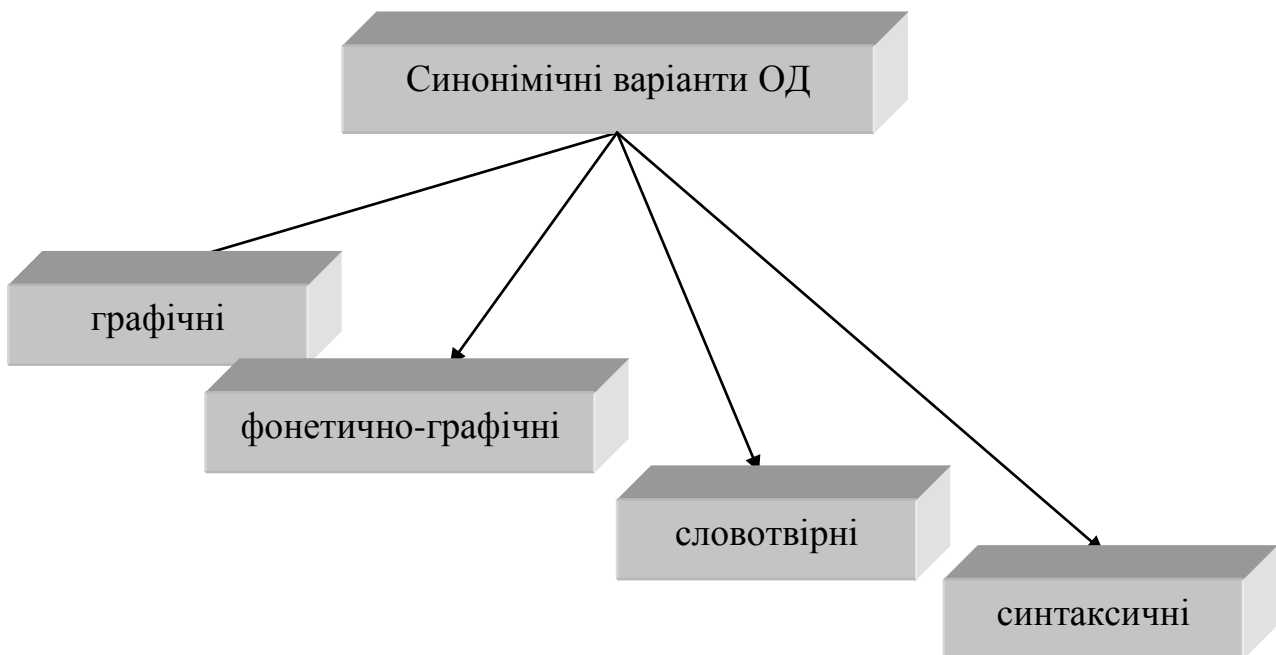 Синонімічні варіанти ОД
графічні
фонетично-графічні
словотвірні
синтаксичні